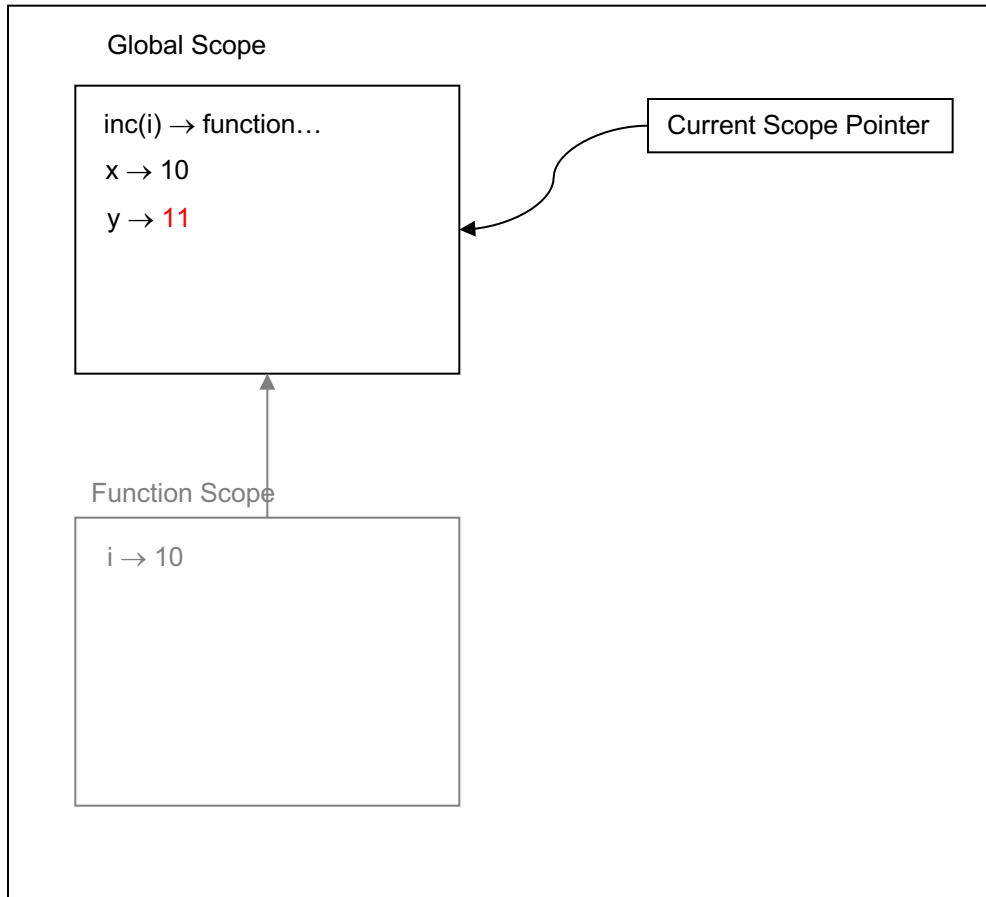 Global Scope
inc(i) → function…
Current Scope Pointer
x → 10
y → 11
Function Scope
i → 10